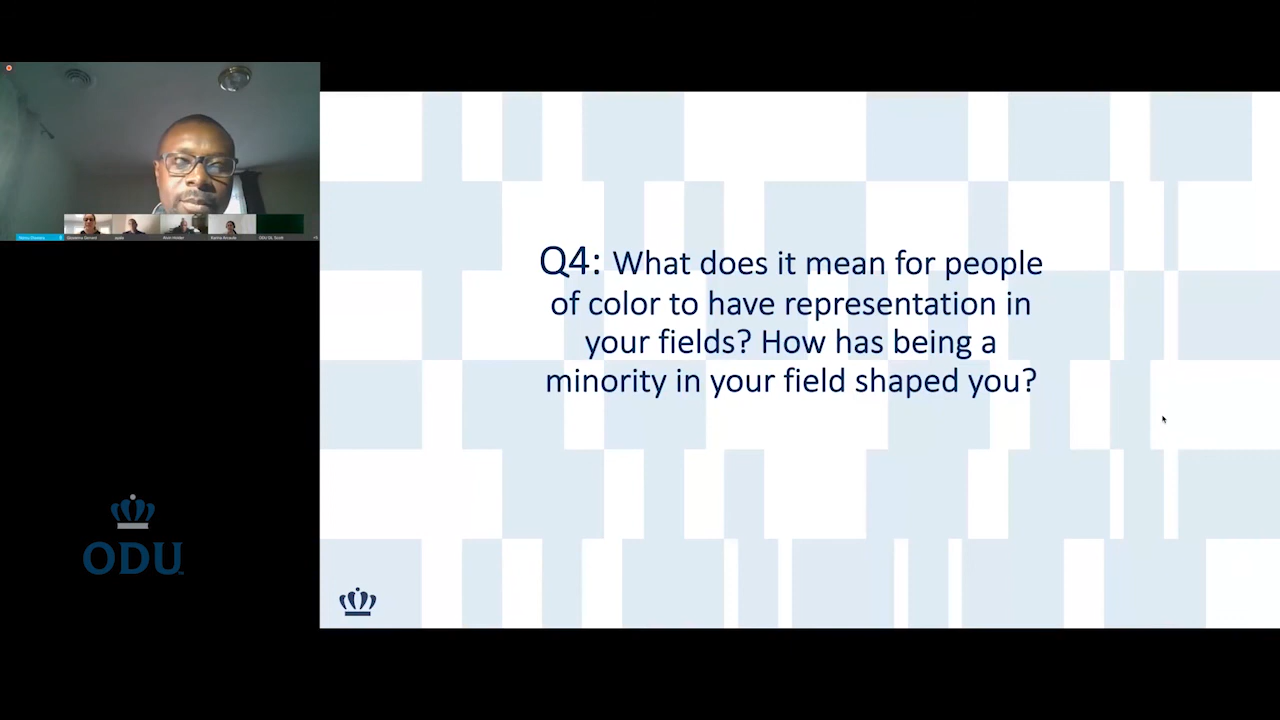 Q4: What does it mean for people
of color to have representation in
your fields? How has being a
minority in your field shaped you?
ODU